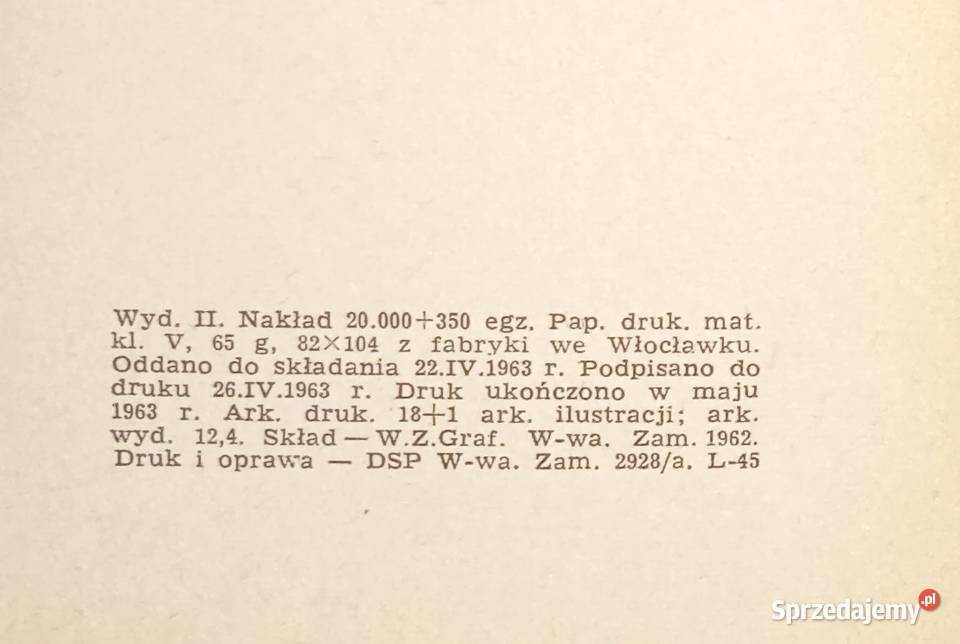 Wyd. II. Nakład 20.000+350 egz. Pap. druk. mat.
kl. V, 65 g, 82×104 z fabryki we Włocławku.
Oddano do składania 22.IV.1963 r. Podpisano do
druku 26.IV.1963 r. Druk ukończono w maju
1963 r. Ark. druk. 18+1 ark. ilustracji; ark.
wyd. 12,4. Skład — W.Z.Graf. W-wa. Zam. 1962.
Druk i oprawa — DSP W-wa. Zam. 2928/a. L-45
Sprzedajemy.pl